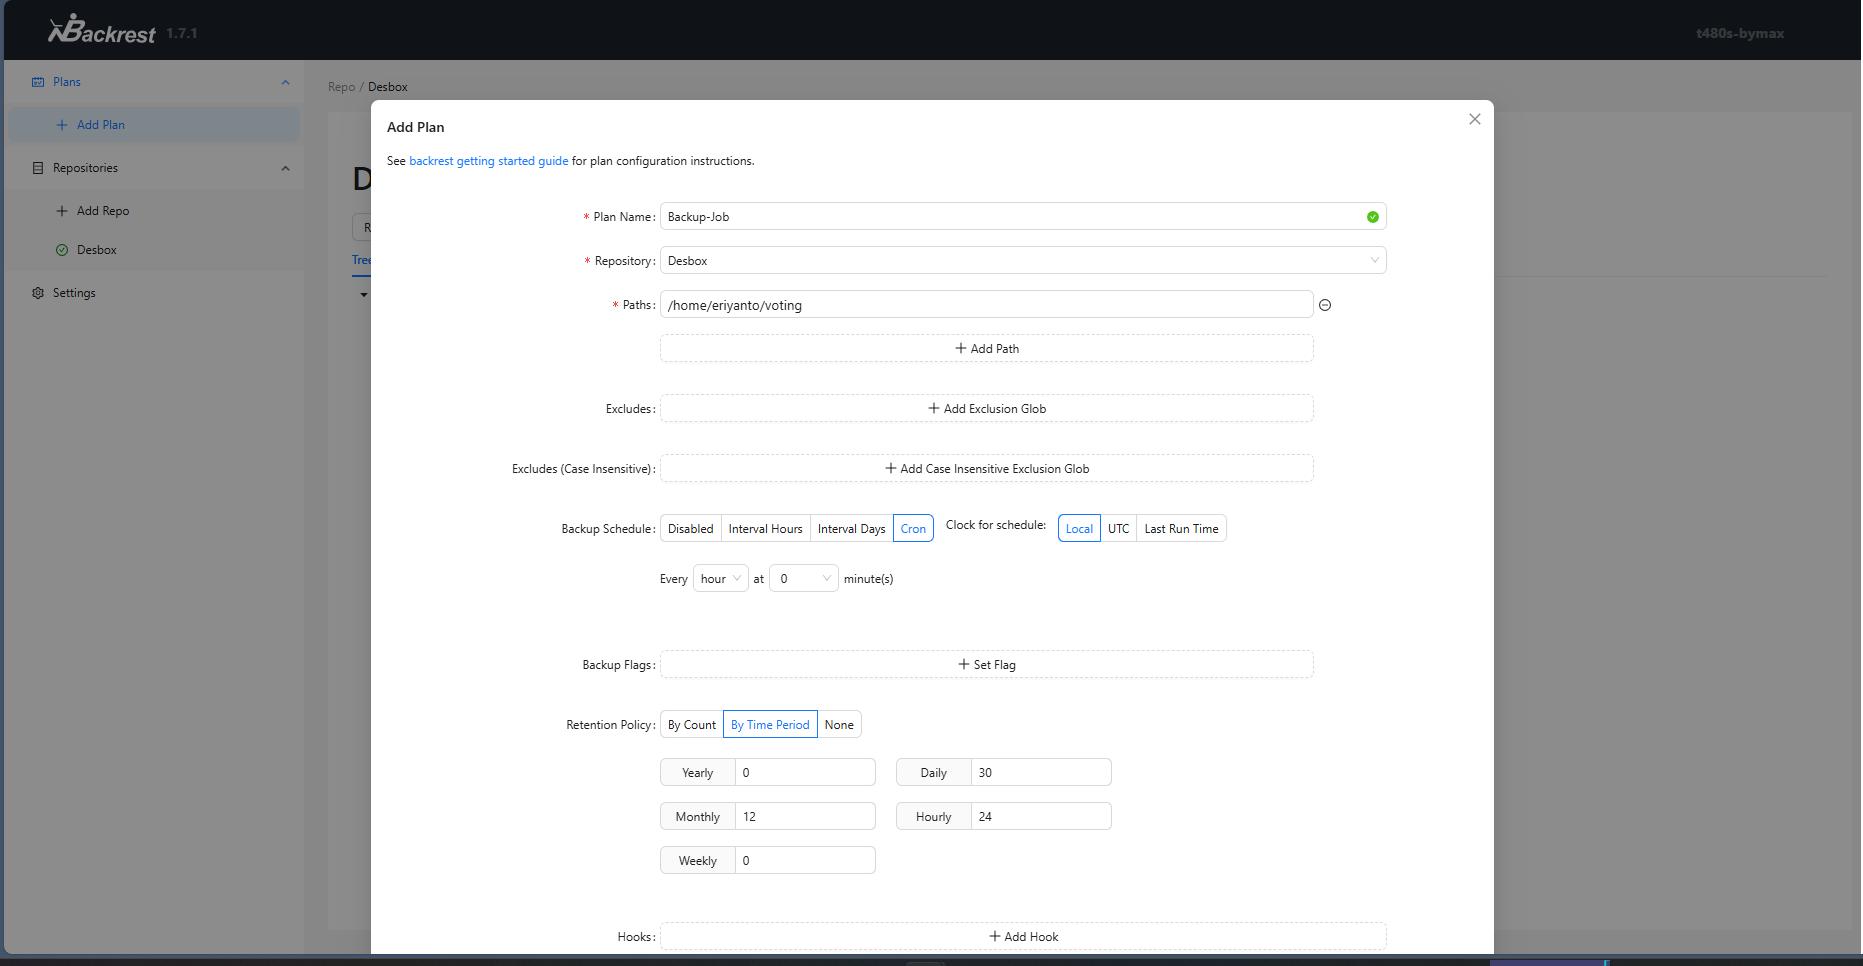 Backrest 1.7.1
t480s-bymax
Plans
Add Plan
Repositories
Add Repo
Desbox
Settings
Repo / Desbox
Add Plan
See backrest getting started guide for plan configuration instructions.
* Plan Name: Backup-Job
* Repository: Desbox
* Paths: /home/eriyanto/voting
+ Add Path
Excludes: + Add Exclusion Glob
Excludes (Case Insensitive): + Add Case Insensitive Exclusion Glob
Backup Schedule: Disabled Interval Hours Interval Days Cron Clock for schedule: Local UTC Last Run Time
Every hour at 0 minute(s)
Backup Flags: + Set Flag
Retention Policy: By Count By Time Period None
Yearly 0 Daily 30
Monthly 12 Hourly 24
Weekly 0
Hooks: + Add Hook